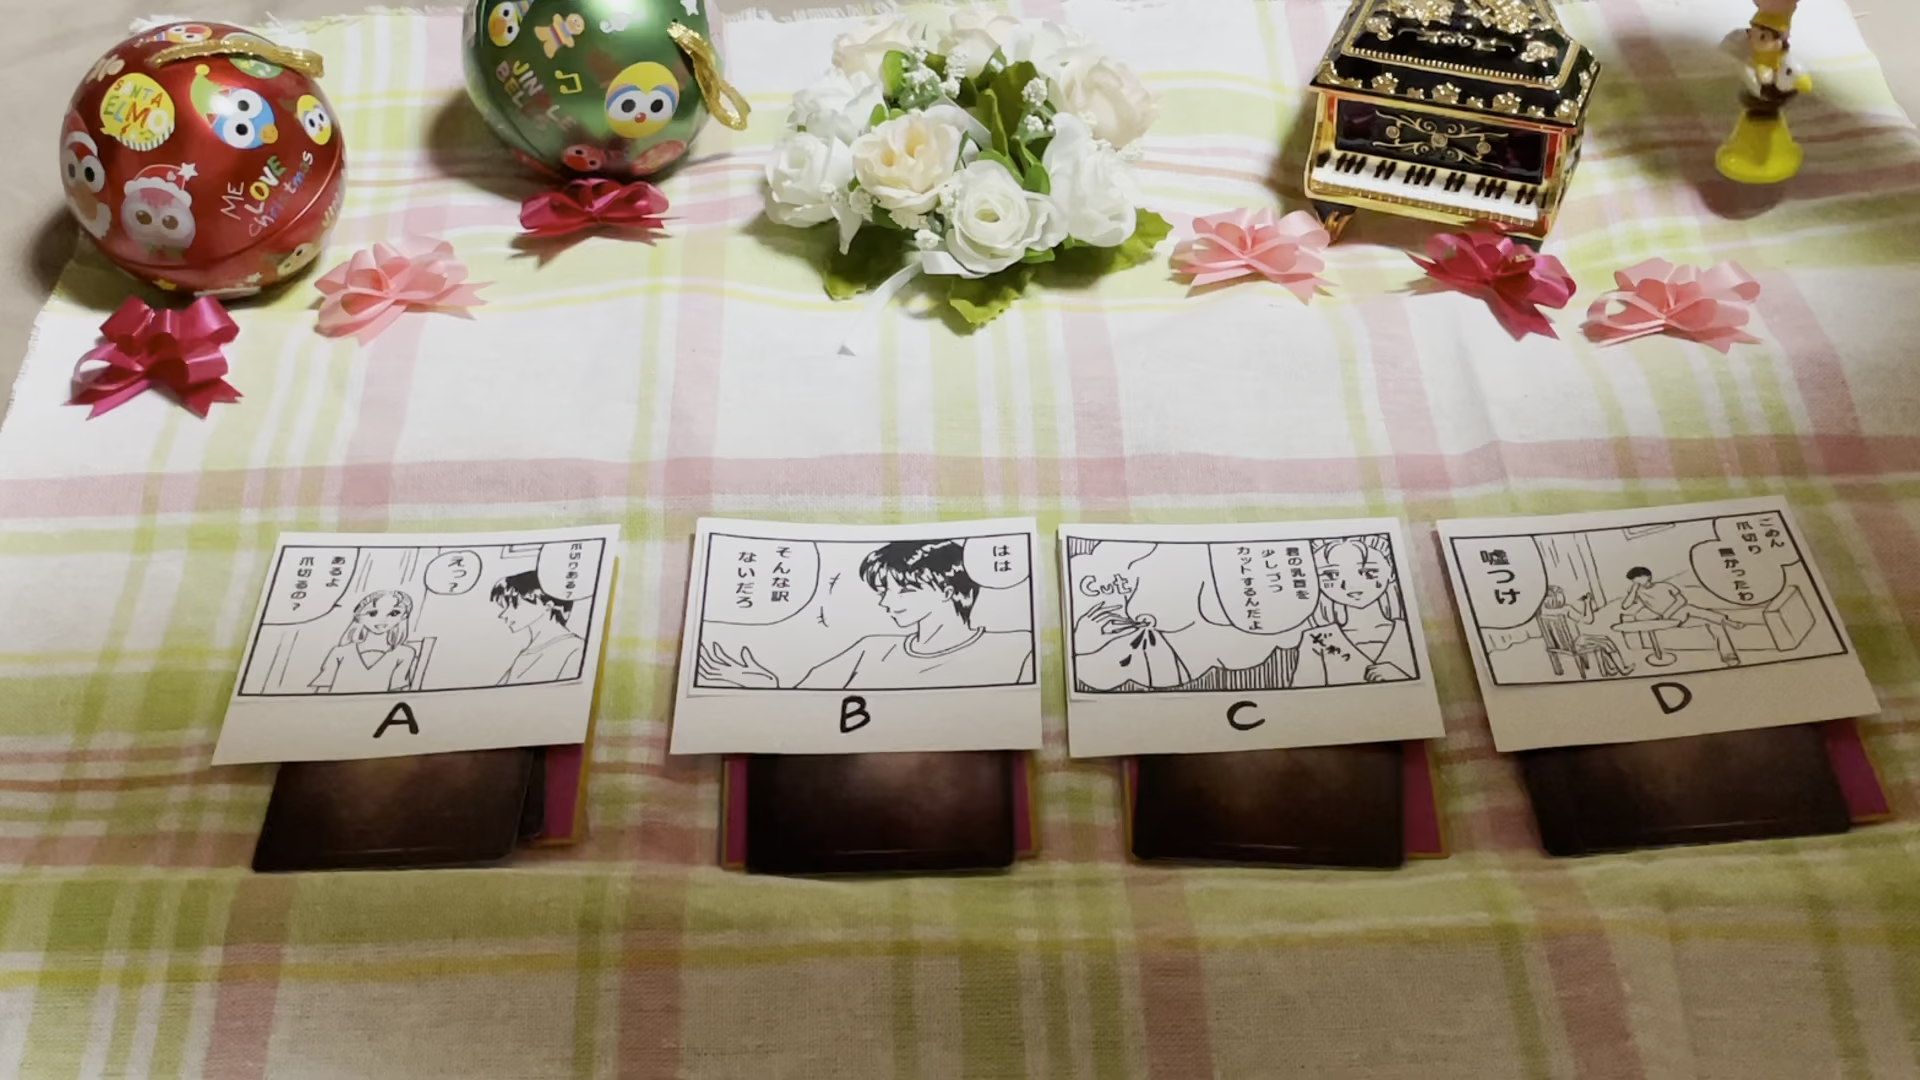 SANTA
ELMO
ME
LOVE
Christmas
JINGLE
BELL
爪切りある?
えっ?
あるよ
爪切るの?
A
はは
そんな訳
ないだろ
B
君の乳首を
少しづつ
カットするんだよ
Cut
ぞわっ
C
ごめん
爪切り
無かったわ
嘘つけ
D